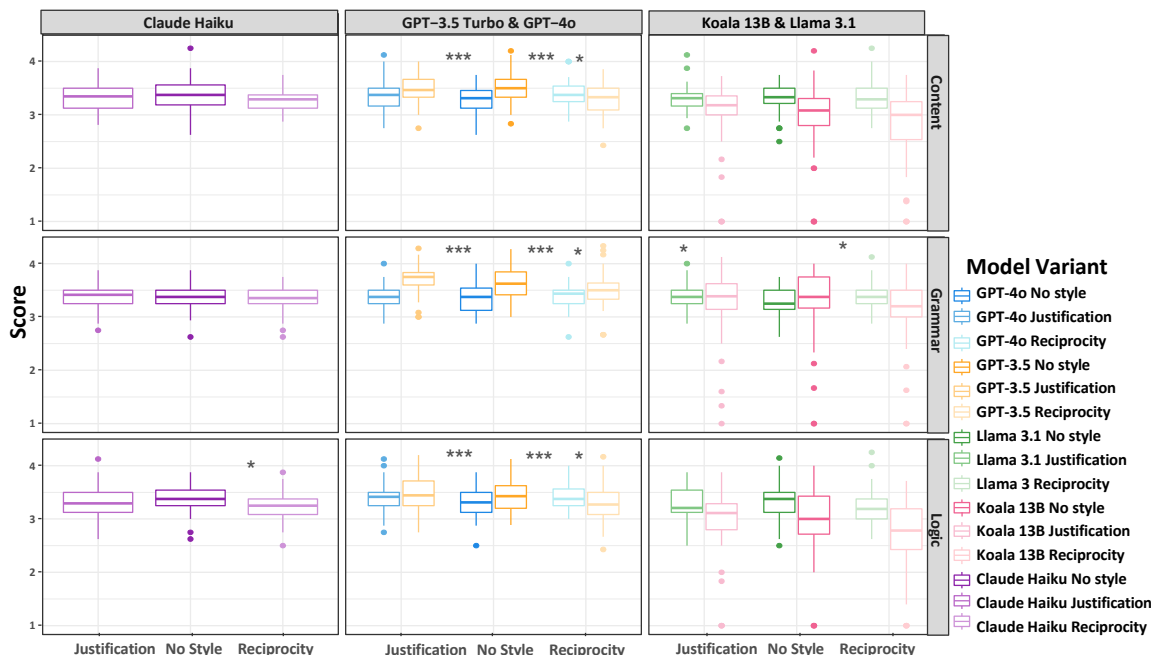 Claude Haiku
GPT−3.5 Turbo & GPT−4o
Koala 13B & Llama 3.1
4
3
2
1
*** *** *
Content
4
3
2
1
*** *** *
* *
Grammar
4
3
2
1
*
*** *** *
Logic
Score
Justification No Style Reciprocity
Justification No Style Reciprocity
Justification No Style Reciprocity
Model Variant
GPT-4o No style
GPT-4o Justification
GPT-4o Reciprocity
GPT-3.5 No style
GPT-3.5 Justification
GPT-3.5 Reciprocity
Llama 3.1 No style
Llama 3.1 Justification
Llama 3 Reciprocity
Koala 13B No style
Koala 13B Justification
Koala 13B Reciprocity
Claude Haiku No style
Claude Haiku Justification
Claude Haiku Reciprocity